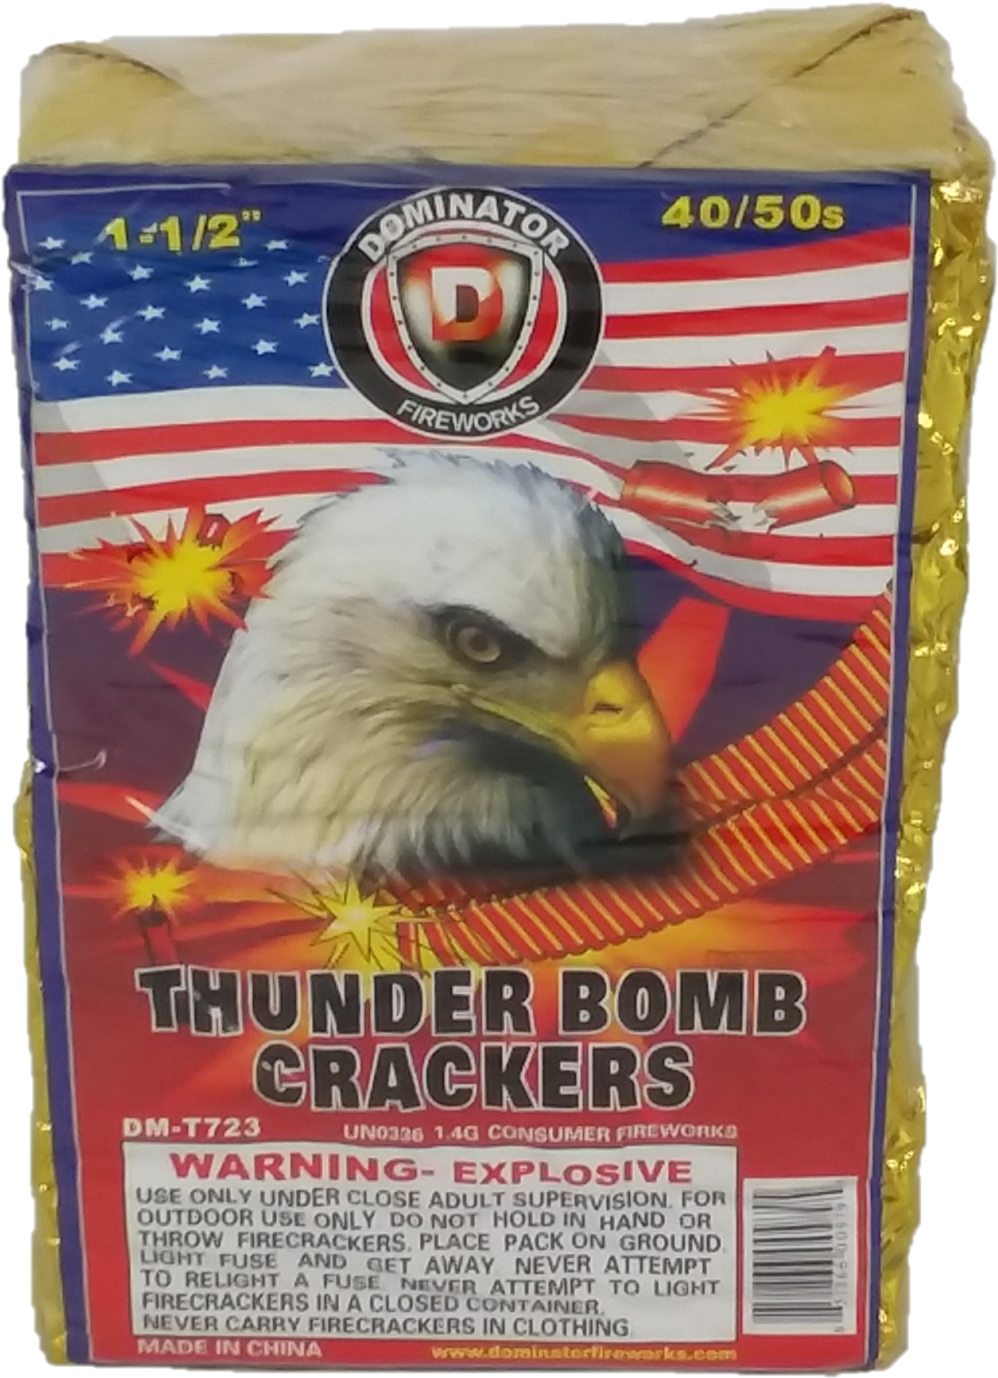 1-1/2"
40/50s
DOMINATOR
D
FIREWORKS
THUNDER BOMB
CRACKERS
DM-T723
UN0336 1.4G CONSUMER FIREWORKS
WARNING- EXPLOSIVE
USE ONLY UNDER CLOSE ADULT SUPERVISION. FOR
OUTDOOR USE ONLY. DO NOT HOLD IN HAND OR
THROW FIRECRACKERS. PLACE PACK ON GROUND.
LIGHT FUSE AND GET AWAY. NEVER ATTEMPT
TO RELIGHT A FUSE. NEVER ATTEMPT TO LIGHT
FIRECRACKERS IN A CLOSED CONTAINER.
NEVER CARRY FIRECRACKERS IN CLOTHING.
MADE IN CHINA
www.dominatorfireworks.com